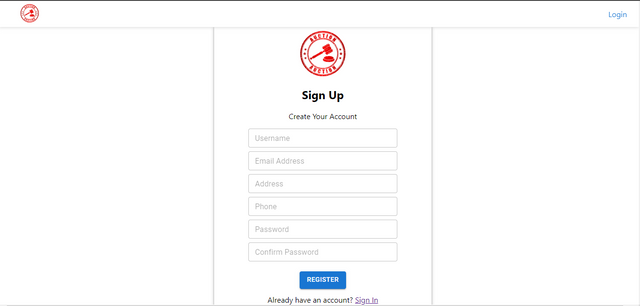 Login
AUCTION
AUCTION
Sign Up
Create Your Account
Username
Email Address
Address
Phone
Password
Confirm Password
REGISTER
Already have an account? Sign In